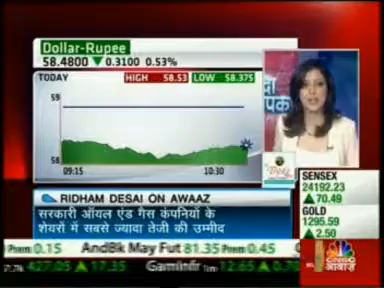 Dollar-Rupee
58.4800 ▼ 0.3100 0.53%
TODAY HIGH 58.53 LOW 58.375
59
58
09:15 10:30
SENSEX
24192.23
▲70.49
GOLD
1295.59
▲2.50
RIDHAM DESAI ON AWAAZ
सरकारी ऑयल एंड गैस कंपनियों के
शेयरों में सबसे ज्यादा तेजी की उम्मीद
Prem: 0.15 AndBk May Fut 81.35 Prem: 0.45
427.05 ▲ 17.35 Gamlnfr 12.65 ▲ 0.3
CNBC
आवाज़